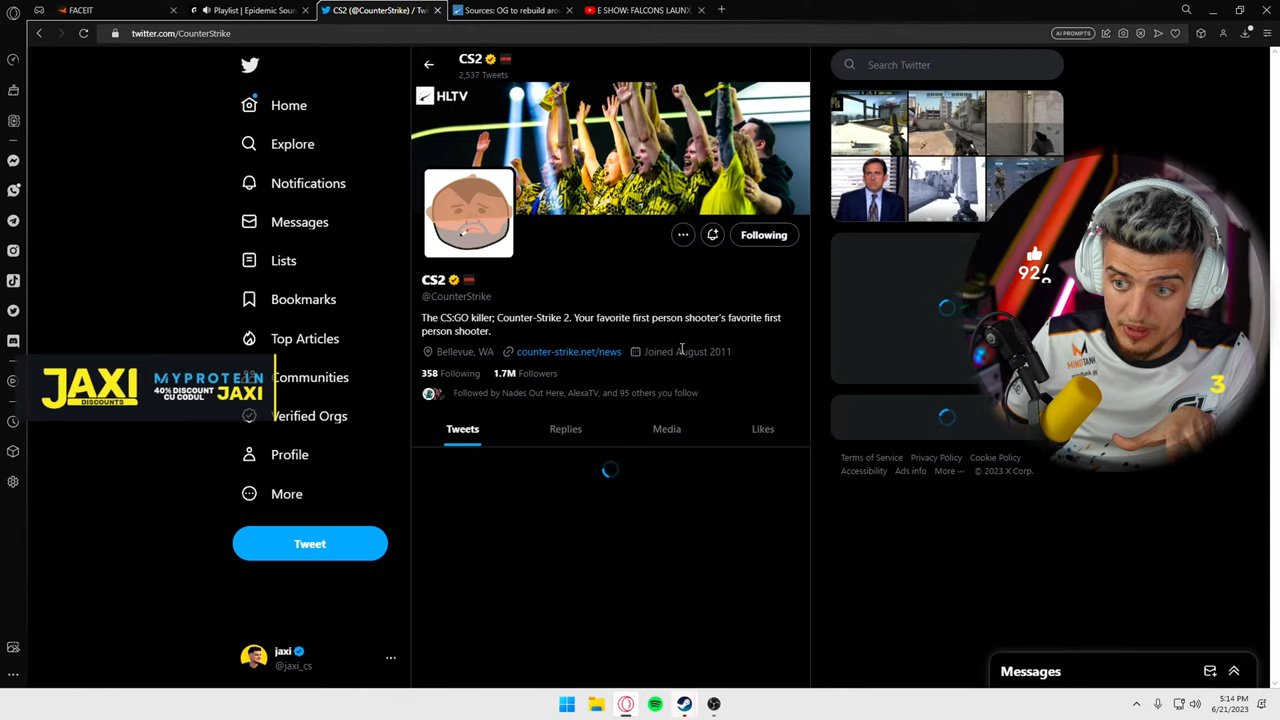 FACEIT
Playlist | Epidemic Soun
CS2 (@CounterStrike) / Twi
Sources: OG to rebuild aro
E SHOW: FALCONS LAUNX
twitter.com/CounterStrike
AI PROMPTS
CS2
2,537 Tweets
Search Twitter
HLTV
Home
Explore
Notifications
Messages
Lists
Bookmarks
Top Articles
Communities
Verified Orgs
Profile
More
Tweet
Following
CS2
@CounterStrike
The CS:GO killer; Counter-Strike 2. Your favorite first person shooter's favorite first
person shooter.
Bellevue, WA
counter-strike.net/news
Joined August 2011
358 Following
1.7M Followers
Followed by Nades Out Here, AlexaTV, and 95 others you follow
Tweets
Replies
Media
Likes
JAXI
DISCOUNTS
MYPROTEIN
40% DISCOUNT
CU CODUL
JAXI
MINDTANK
3
Terms of Service
Privacy Policy
Cookie Policy
Accessibility
Ads info
More ···
© 2023 X Corp.
jaxi
@jaxi_cs
Messages
5:14 PM
6/21/2023